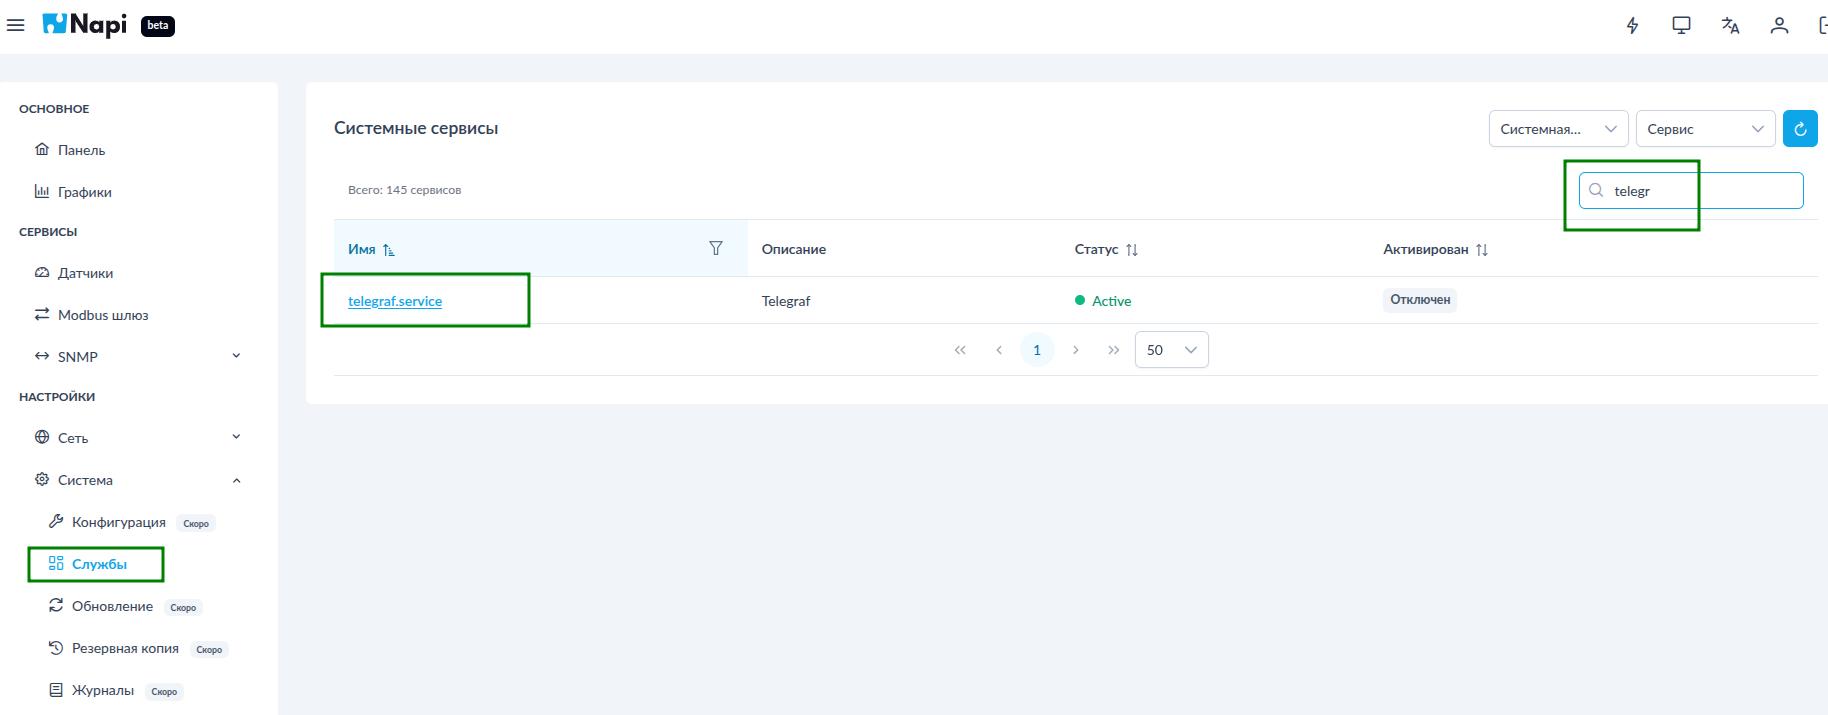 Napi beta
ОСНОВНОЕ
Панель
Графики
СЕРВИСЫ
Датчики
Modbus шлюз
SNMP
НАСТРОЙКИ
Сеть
Система
Конфигурация Скоро
Службы
Обновление Скоро
Резервная копия Скоро
Журналы Скоро
Системные сервисы
Системная... Сервис
Всего: 145 сервисов
telegr
Имя Описание Статус Активирован
telegraf.service Telegraf Active Отключен
1 50